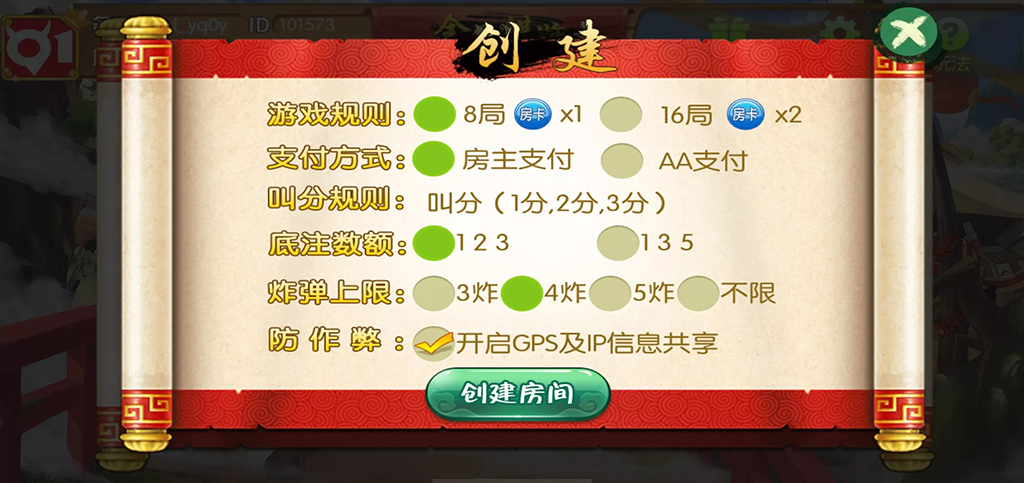 ID 101573
创建
游戏规则： 8局 房卡 x1 16局 房卡 x2
支付方式： 房主支付 AA支付
叫分规则： 叫分（1分,2分,3分）
底注数额： 1 2 3 1 3 5
炸弹上限： 3炸 4炸 5炸 不限
防作弊： 开启GPS及IP信息共享
创建房间